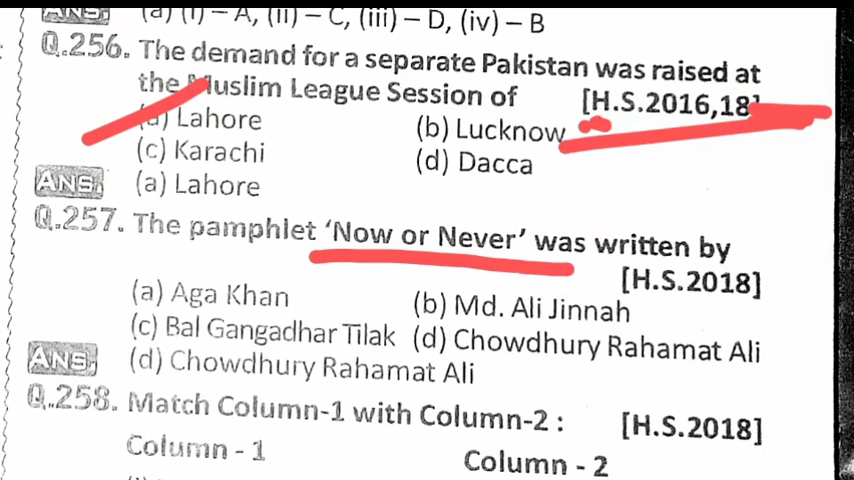 ANS. (a) (i) – A, (ii) – C, (iii) – D, (iv) – B
Q.256. The demand for a separate Pakistan was raised at
the Muslim League Session of [H.S.2016,18]
(a) Lahore (b) Lucknow
(c) Karachi (d) Dacca
ANS. (a) Lahore
Q.257. The pamphlet ‘Now or Never’ was written by
[H.S.2018]
(a) Aga Khan (b) Md. Ali Jinnah
(c) Bal Gangadhar Tilak (d) Chowdhury Rahamat Ali
ANS. (d) Chowdhury Rahamat Ali
Q.258. Match Column-1 with Column-2 : [H.S.2018]
Column - 1 Column - 2